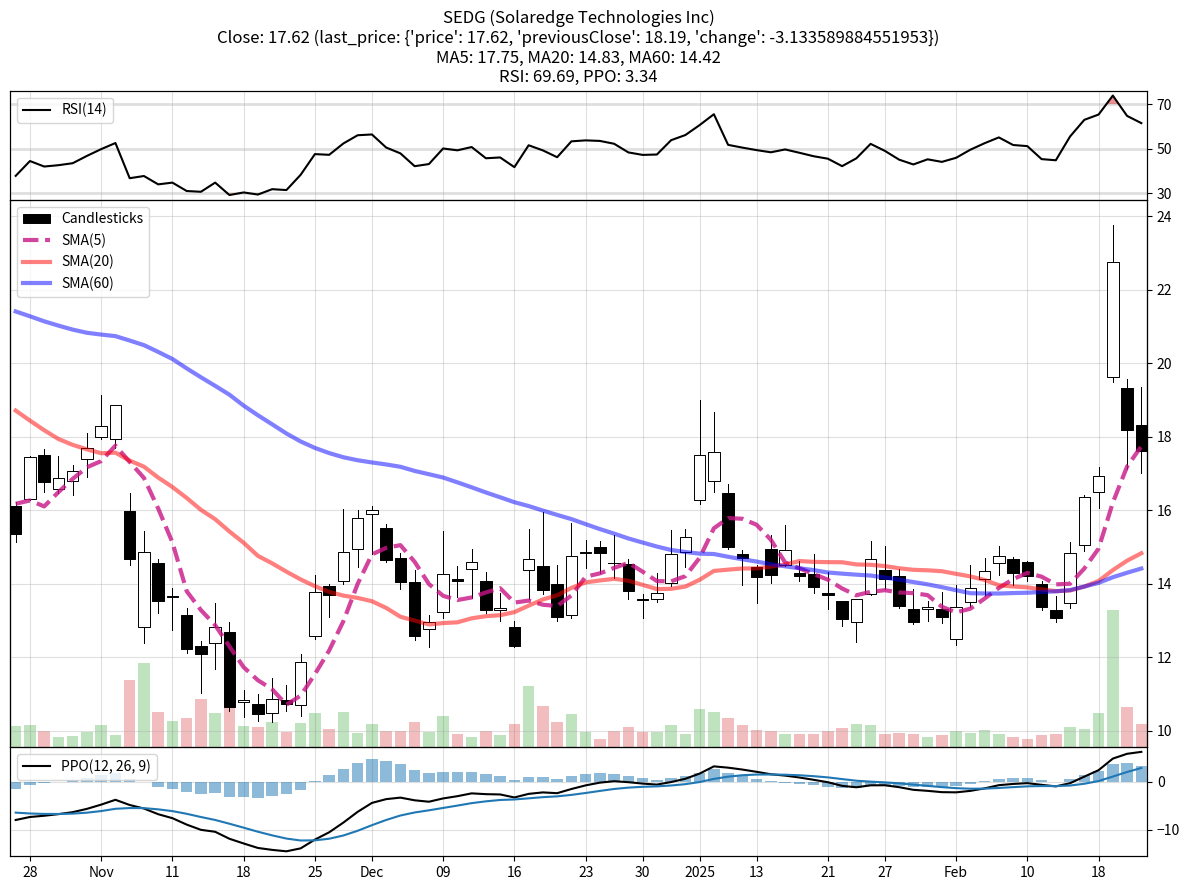 SEDG (Solaredge Technologies Inc)
Close: 17.62 (last_price: {'price': 17.62, 'previousClose': 18.19, 'change': -3.133589884551953})
MA5: 17.75, MA20: 14.83, MA60: 14.42
RSI: 69.69, PPO: 3.34
RSI(14)
70
50
30
Candlesticks
SMA(5)
SMA(20)
SMA(60)
24
22
20
18
16
14
12
10
PPO(12, 26, 9)
0
−10
28 Nov 11 18 25 Dec 09 16 23 30 2025 13 21 27 Feb 10 18